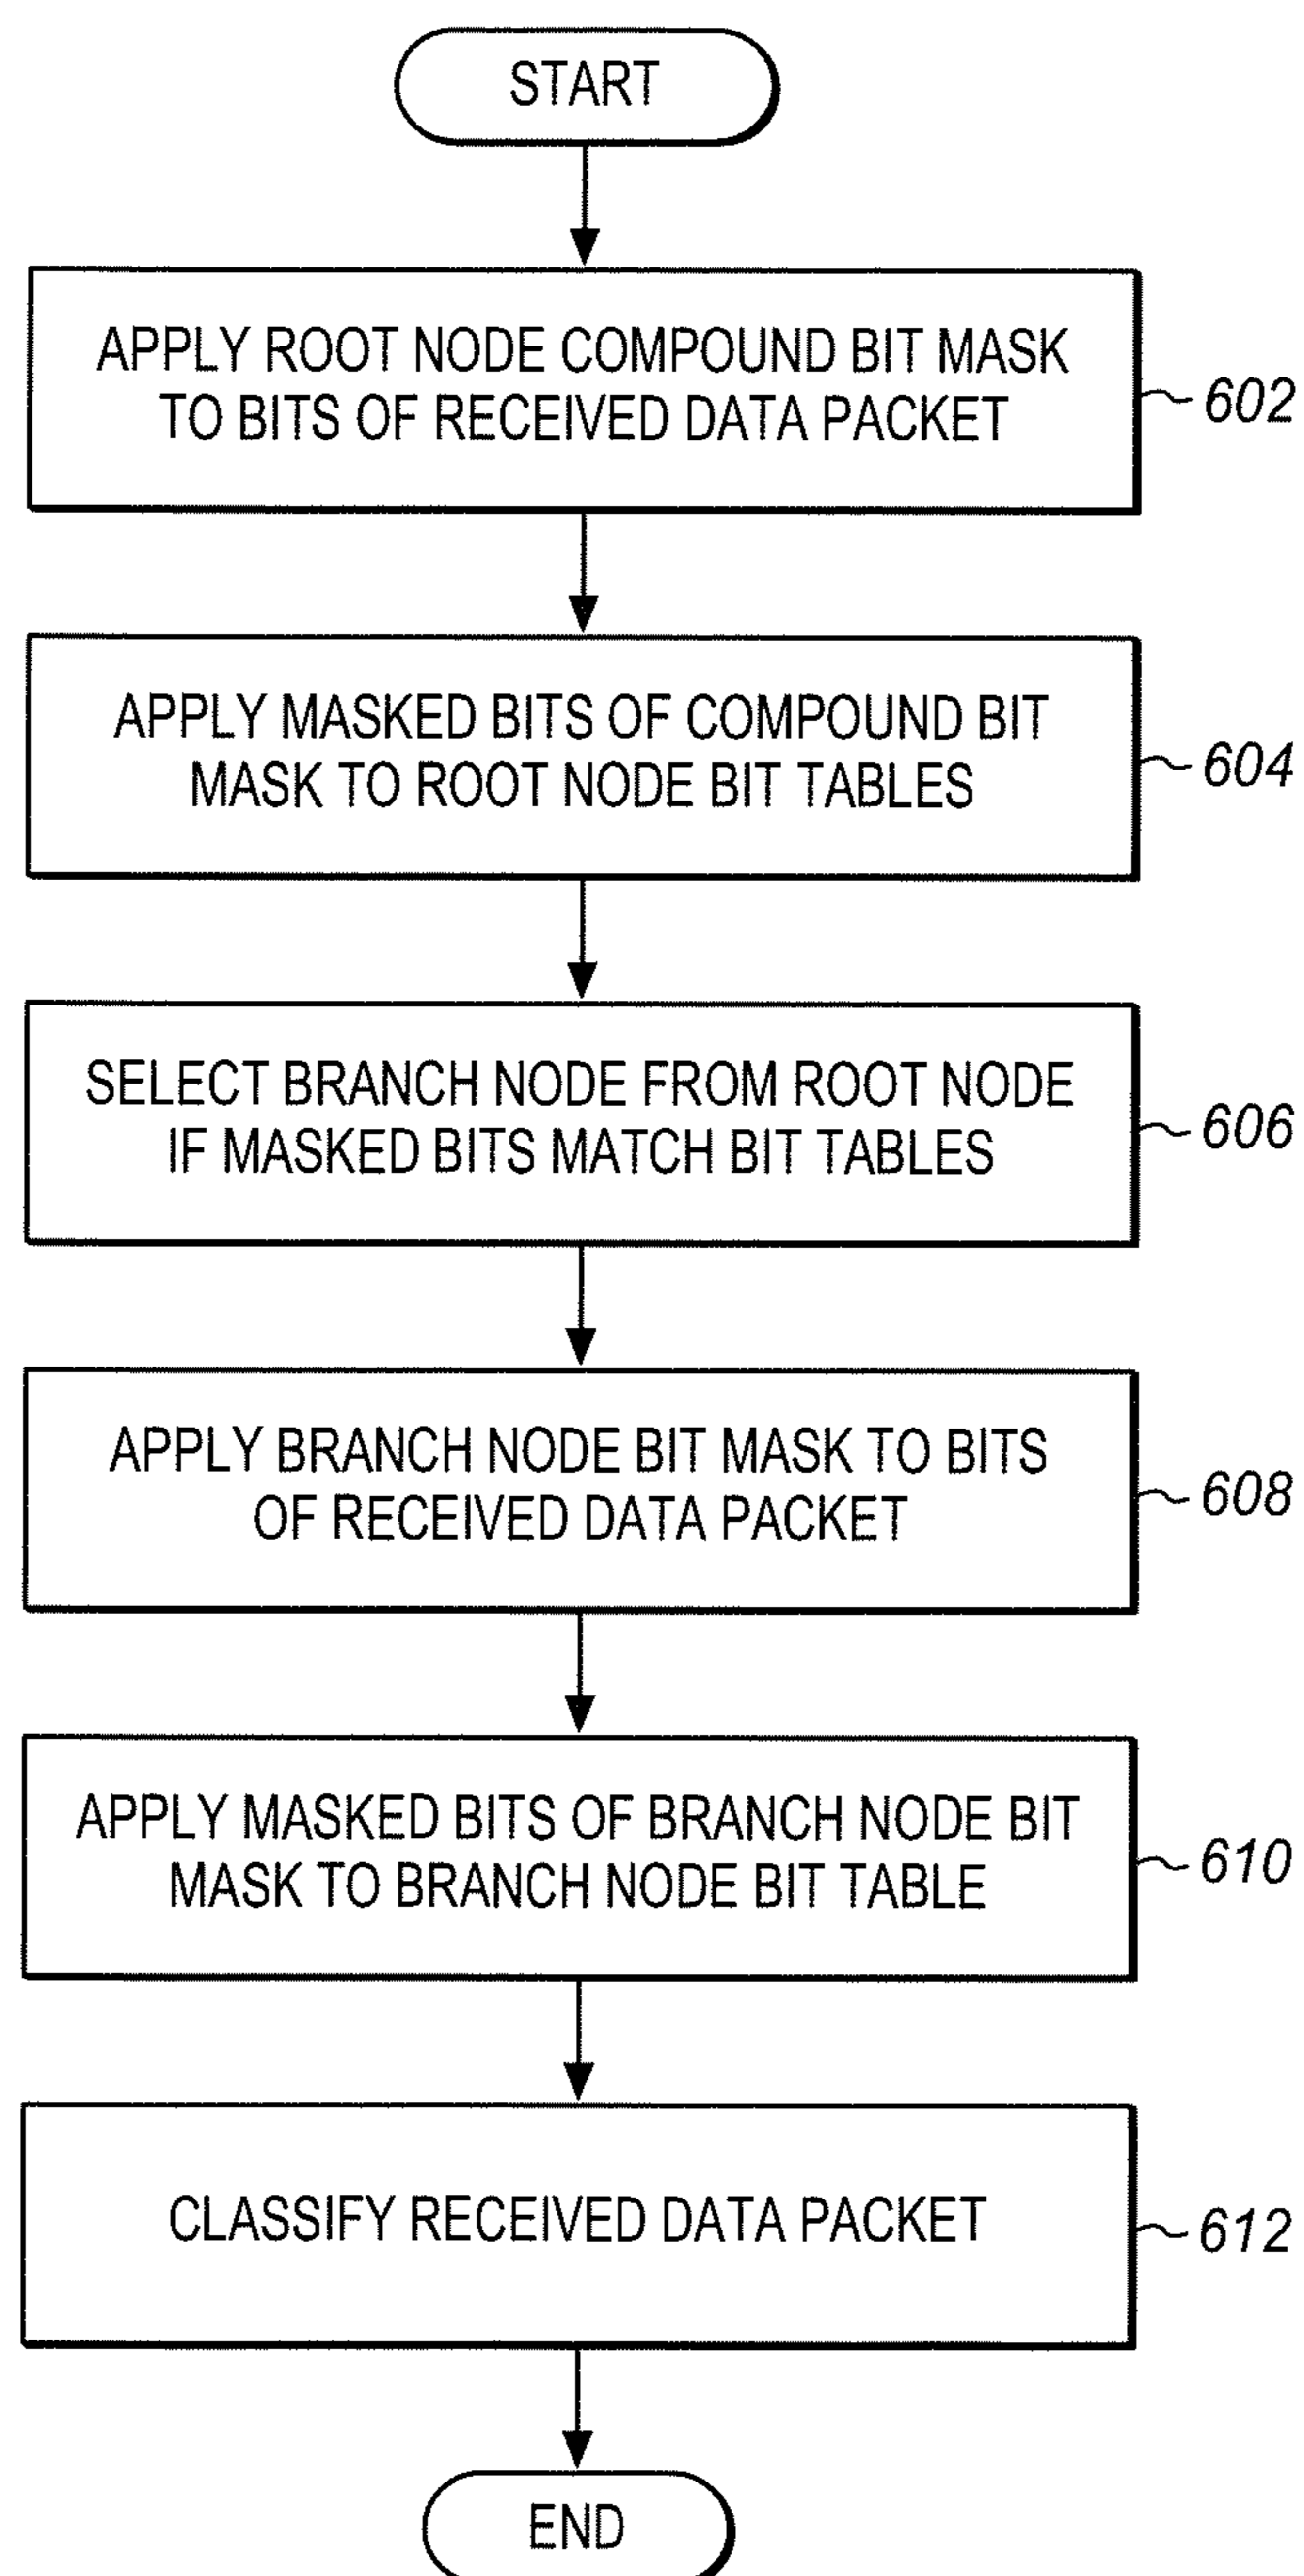 START
APPLY ROOT NODE COMPOUND BIT MASK
TO BITS OF RECEIVED DATA PACKET
602
APPLY MASKED BITS OF COMPOUND BIT
MASK TO ROOT NODE BIT TABLES
604
SELECT BRANCH NODE FROM ROOT NODE
IF MASKED BITS MATCH BIT TABLES
606
APPLY BRANCH NODE BIT MASK TO BITS
OF RECEIVED DATA PACKET
608
APPLY MASKED BITS OF BRANCH NODE BIT
MASK TO BRANCH NODE BIT TABLE
610
CLASSIFY RECEIVED DATA PACKET
612
END